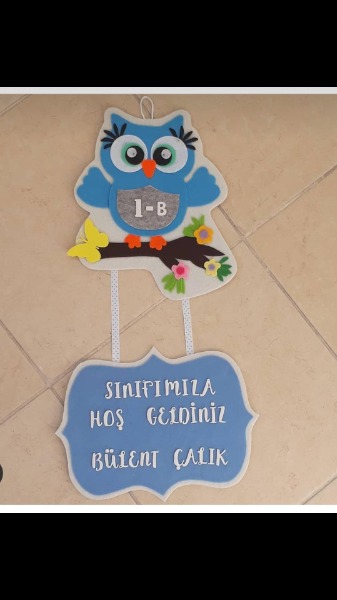 1-B
SINIFIMIZA
HOŞ GELDİNİZ
BÜLENT ÇALIK